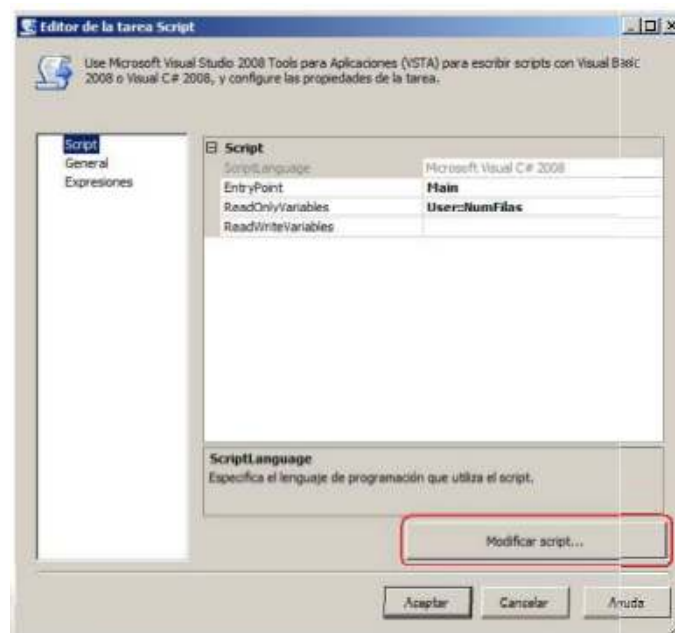 Editor de la tarea Script
Use Microsoft Visual Studio 2008 Tools para Aplicaciones (VSTA) para escribir scripts con Visual Basic
2008 o Visual C# 2008, y configure las propiedades de la tarea.
Script
General
Expresiones
Script
ScriptLanguage Microsoft Visual C# 2008
EntryPoint Main
ReadOnlyVariables User::NumFilas
ReadWriteVariables
ScriptLanguage
Especifica el lenguaje de programación que utiliza el script.
Modificar script...
Aceptar Cancelar Ayuda